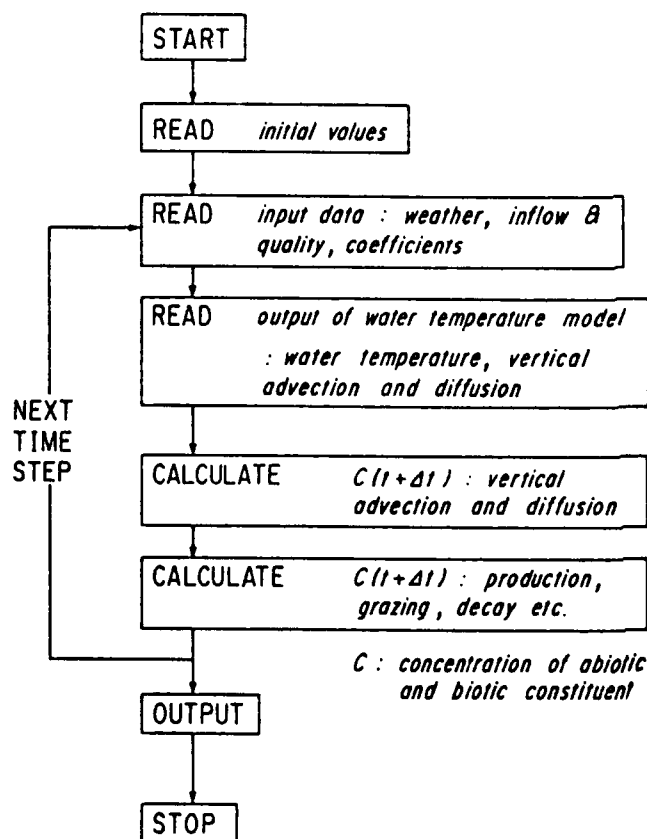 START
READ initial values
READ input data : weather, inflow &
quality, coefficients
READ output of water temperature model
: water temperature, vertical
advection and diffusion
NEXT
TIME
STEP
CALCULATE C(t+Δt) : vertical
advection and diffusion
CALCULATE C(t+Δt) : production,
grazing, decay etc.
C : concentration of abiotic
and biotic constituent
OUTPUT
STOP